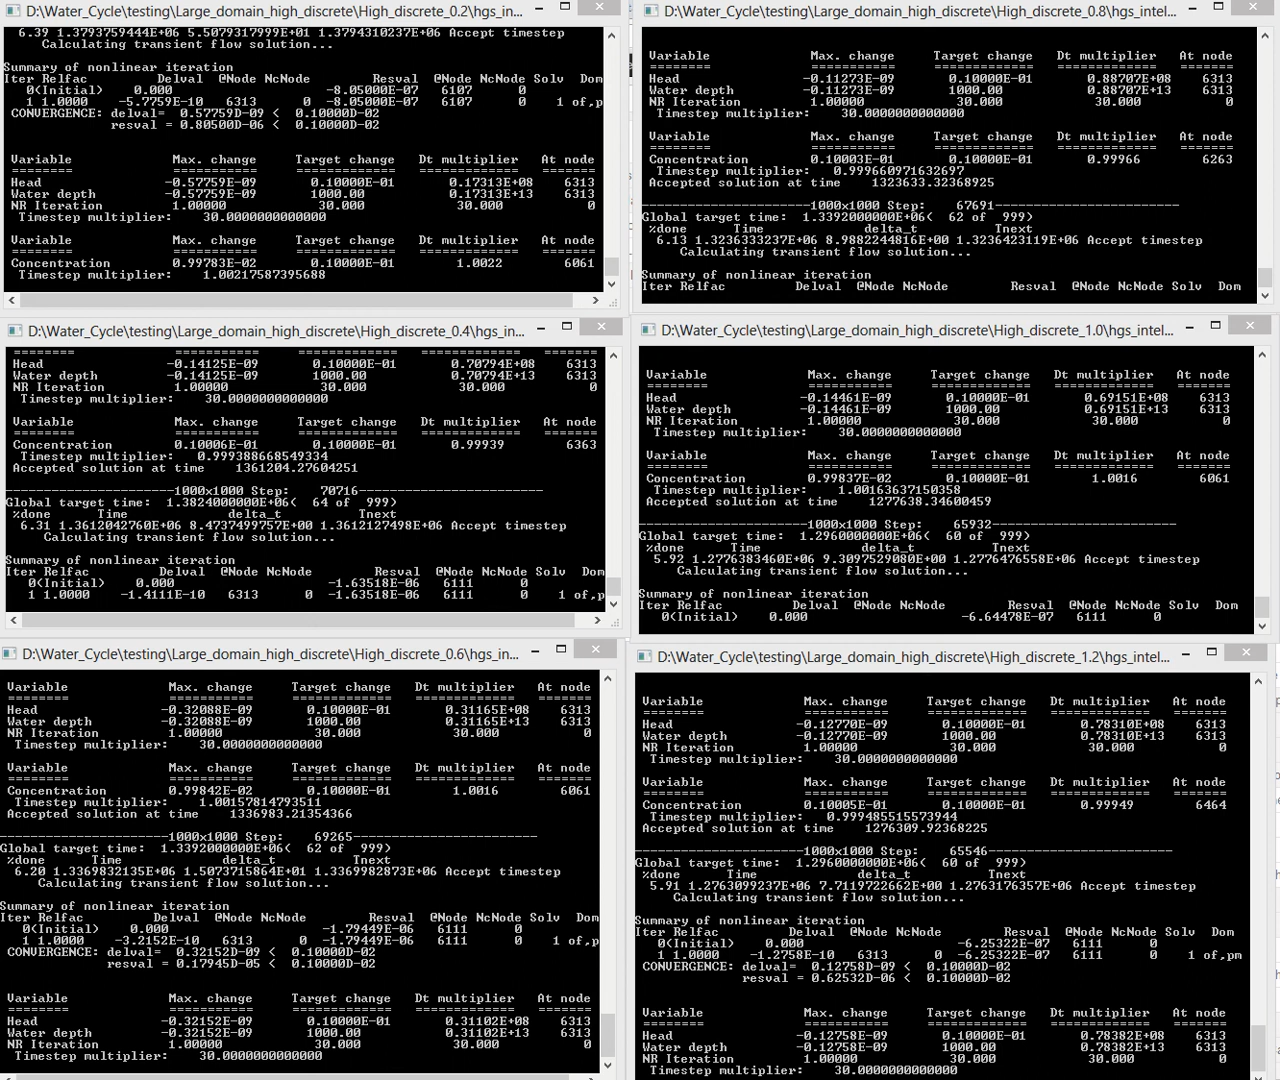 D:\Water_Cycle\testing\Large_domain_high_discrete\High_discrete_0.2\hgs_in...
6.39 1.3793759444E+06 5.5079317999E+01 1.3794310237E+06 Accept timestep
Calculating transient flow solution...
Summary of nonlinear iteration
Iter Relfac Delval @Node NcNode Resval @Node NcNode Solv Dom
0(Initial) 0.000 -8.05000E-07 6107 0
1 1.0000 -5.7759E-10 6313 0 -8.05000E-07 6107 0 1 of,p
CONVERGENCE: delval= 0.57759D-09 < 0.10000D-02
resval = 0.80500D-06 < 0.10000D-02
Variable Max. change Target change Dt multiplier At node
======== =========== ============= ============= =======
Head -0.57759E-09 0.10000E-01 0.17313E+08 6313
Water depth -0.57759E-09 1000.00 0.17313E+13 6313
NR Iteration 1.00000 30.000 30.000 0
Timestep multiplier: 30.0000000000000
Variable Max. change Target change Dt multiplier At node
======== =========== ============= ============= =======
Concentration 0.99783E-02 0.10000E-01 1.0022 6061
Timestep multiplier: 1.00217587395688
D:\Water_Cycle\testing\Large_domain_high_discrete\High_discrete_0.8\hgs_intel...
Variable Max. change Target change Dt multiplier At node
======== =========== ============= ============= =======
Head -0.11273E-09 0.10000E-01 0.88707E+08 6313
Water depth -0.11273E-09 1000.00 0.88707E+13 6313
NR Iteration 1.00000 30.000 30.000 0
Timestep multiplier: 30.0000000000000
Variable Max. change Target change Dt multiplier At node
======== =========== ============= ============= =======
Concentration 0.10003E-01 0.10000E-01 0.99966 6263
Timestep multiplier: 0.999660971632697
Accepted solution at time 1323633.32368925
-----------------------1000x1000 Step: 67691-------------------------
Global target time: 1.3392000000E+06( 62 of 999)
%done Time delta_t Tnext
6.13 1.3236333237E+06 8.9882244816E+00 1.3236423119E+06 Accept timestep
Calculating transient flow solution...
Summary of nonlinear iteration
Iter Relfac Delval @Node NcNode Resval @Node NcNode Solv Dom
D:\Water_Cycle\testing\Large_domain_high_discrete\High_discrete_0.4\hgs_in...
======== =========== ============= ============= =======
Head -0.14125E-09 0.10000E-01 0.70794E+08 6313
Water depth -0.14125E-09 1000.00 0.70794E+13 6313
NR Iteration 1.00000 30.000 30.000 0
Timestep multiplier: 30.0000000000000
Variable Max. change Target change Dt multiplier At node
======== =========== ============= ============= =======
Concentration 0.10006E-01 0.10000E-01 0.99939 6363
Timestep multiplier: 0.999388668549334
Accepted solution at time 1361204.27604251
-----------------------1000x1000 Step: 70716-------------------------
Global target time: 1.3824000000E+06( 64 of 999)
%done Time delta_t Tnext
6.31 1.3612042760E+06 8.4737499757E+00 1.3612127498E+06 Accept timestep
Calculating transient flow solution...
Summary of nonlinear iteration
Iter Relfac Delval @Node NcNode Resval @Node NcNode Solv Dom
0(Initial) 0.000 -1.63518E-06 6111 0
1 1.0000 -1.4111E-10 6313 0 -1.63518E-06 6111 0 1 of,p
D:\Water_Cycle\testing\Large_domain_high_discrete\High_discrete_1.0\hgs_intel...
Variable Max. change Target change Dt multiplier At node
======== =========== ============= ============= =======
Head -0.14461E-09 0.10000E-01 0.69151E+08 6313
Water depth -0.14461E-09 1000.00 0.69151E+13 6313
NR Iteration 1.00000 30.000 30.000 0
Timestep multiplier: 30.0000000000000
Variable Max. change Target change Dt multiplier At node
======== =========== ============= ============= =======
Concentration 0.99837E-02 0.10000E-01 1.0016 6061
Timestep multiplier: 1.00163637150358
Accepted solution at time 1277638.34600459
-----------------------1000x1000 Step: 65932-------------------------
Global target time: 1.2960000000E+06( 60 of 999)
%done Time delta_t Tnext
5.92 1.2776383460E+06 9.3097529080E+00 1.2776476558E+06 Accept timestep
Calculating transient flow solution...
Summary of nonlinear iteration
Iter Relfac Delval @Node NcNode Resval @Node NcNode Solv Dom
0(Initial) 0.000 -6.64478E-07 6111 0
D:\Water_Cycle\testing\Large_domain_high_discrete\High_discrete_0.6\hgs_in...
Variable Max. change Target change Dt multiplier At node
======== =========== ============= ============= =======
Head -0.32088E-09 0.10000E-01 0.31165E+08 6313
Water depth -0.32088E-09 1000.00 0.31165E+13 6313
NR Iteration 1.00000 30.000 30.000 0
Timestep multiplier: 30.0000000000000
Variable Max. change Target change Dt multiplier At node
======== =========== ============= ============= =======
Concentration 0.99842E-02 0.10000E-01 1.0016 6061
Timestep multiplier: 1.00157814793511
Accepted solution at time 1336983.21354366
-----------------------1000x1000 Step: 69265-------------------------
Global target time: 1.3392000000E+06( 62 of 999)
%done Time delta_t Tnext
6.20 1.3369832135E+06 1.5073715864E+01 1.3369982873E+06 Accept timestep
Calculating transient flow solution...
Summary of nonlinear iteration
Iter Relfac Delval @Node NcNode Resval @Node NcNode Solv Dom
0(Initial) 0.000 -1.79449E-06 6111 0
1 1.0000 -3.2152E-10 6313 0 -1.79449E-06 6111 0 1 of,p
CONVERGENCE: delval= 0.32152D-09 < 0.10000D-02
resval = 0.17945D-05 < 0.10000D-02
Variable Max. change Target change Dt multiplier At node
======== =========== ============= ============= =======
Head -0.32152E-09 0.10000E-01 0.31102E+08 6313
Water depth -0.32152E-09 1000.00 0.31102E+13 6313
NR Iteration 1.00000 30.000 30.000 0
Timestep multiplier: 30.0000000000000
D:\Water_Cycle\testing\Large_domain_high_discrete\High_discrete_1.2\hgs_intel...
Variable Max. change Target change Dt multiplier At node
======== =========== ============= ============= =======
Head -0.12770E-09 0.10000E-01 0.78310E+08 6313
Water depth -0.12770E-09 1000.00 0.78310E+13 6313
NR Iteration 1.00000 30.000 30.000 0
Timestep multiplier: 30.0000000000000
Variable Max. change Target change Dt multiplier At node
======== =========== ============= ============= =======
Concentration 0.10005E-01 0.10000E-01 0.99949 6464
Timestep multiplier: 0.999485515573944
Accepted solution at time 1276309.92368225
-----------------------1000x1000 Step: 65546-------------------------
Global target time: 1.2960000000E+06( 60 of 999)
%done Time delta_t Tnext
5.91 1.2763099237E+06 7.7119722662E+00 1.2763176357E+06 Accept timestep
Calculating transient flow solution...
Summary of nonlinear iteration
Iter Relfac Delval @Node NcNode Resval @Node NcNode Solv Dom
0(Initial) 0.000 -6.25322E-07 6111 0
1 1.0000 -1.2758E-10 6313 0 -6.25322E-07 6111 0 1 of,pm
CONVERGENCE: delval= 0.12758D-09 < 0.10000D-02
resval = 0.62532D-06 < 0.10000D-02
Variable Max. change Target change Dt multiplier At node
======== =========== ============= ============= =======
Head -0.12758E-09 0.10000E-01 0.78382E+08 6313
Water depth -0.12758E-09 1000.00 0.78382E+13 6313
NR Iteration 1.00000 30.000 30.000 0
Timestep multiplier: 30.0000000000000